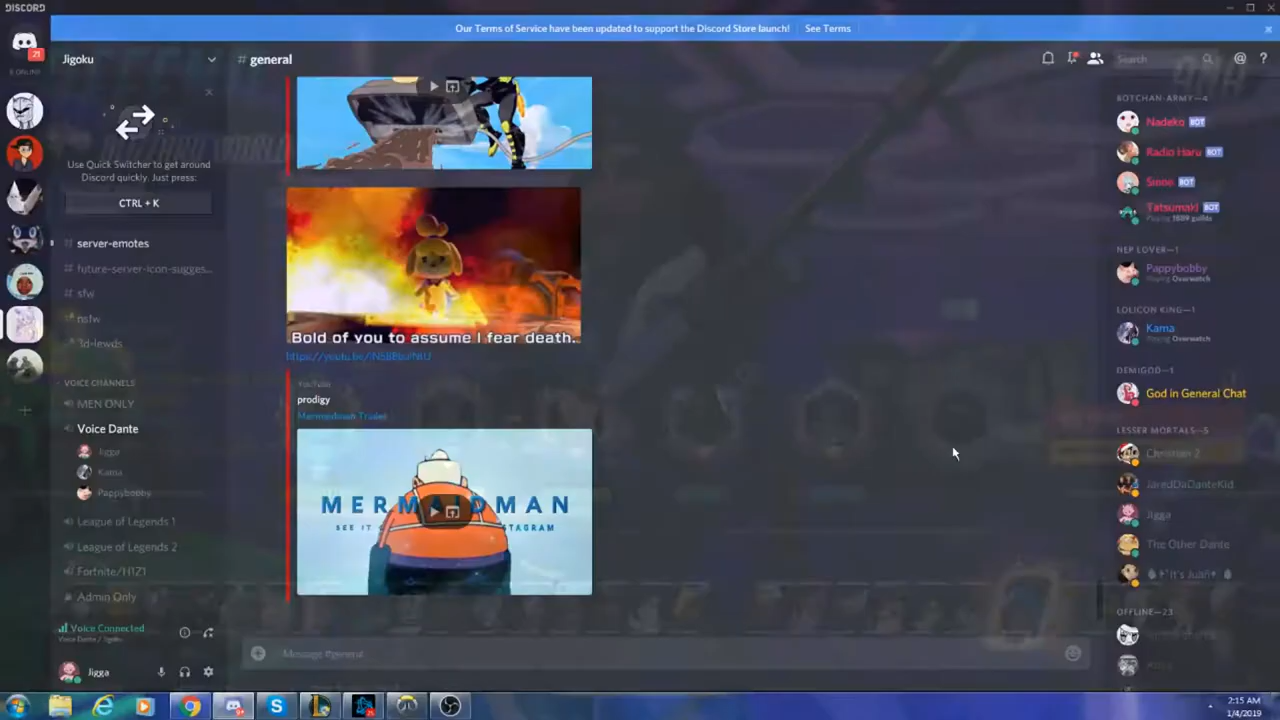 DISCORD
Our Terms of Service have been updated to support the Discord Store launch! See Terms
21
Jigoku
# general
Search
Use Quick Switcher to get around
Discord quickly. Just press:
CTRL + K
# server-emotes
# future-server-icon-sugges...
# sfw
# nsfw
# 3d-lewds
VOICE CHANNELS
MEN ONLY
Voice Dante
Jigga
Kama
Pappybobby
League of Legends 1
League of Legends 2
Fortnite/H1Z1
Admin Only
Voice Connected
Voice Dante / Jigoku
Jigga
Bold of you to assume I fear death.
YouTube
prodigy
Mermaidman Trailer
MERMAIDMAN
SEE IT
Message #general
BOTCHAN-ARMY—4
Nadeko BOT
Radio Haru BOT
BOT
Tatsumaki BOT
Playing 1889 guilds
NEP LOVER—1
Pappybobby
Playing Overwatch
LOLICON KING—1
Kama
Playing Overwatch
DEMIGOD—1
God in General Chat
LESSER MORTALS—5
Christian 2
JaredDaDanteKid
Jigga
The Other Dante
OFFLINE—23
2:15 AM
1/4/2019